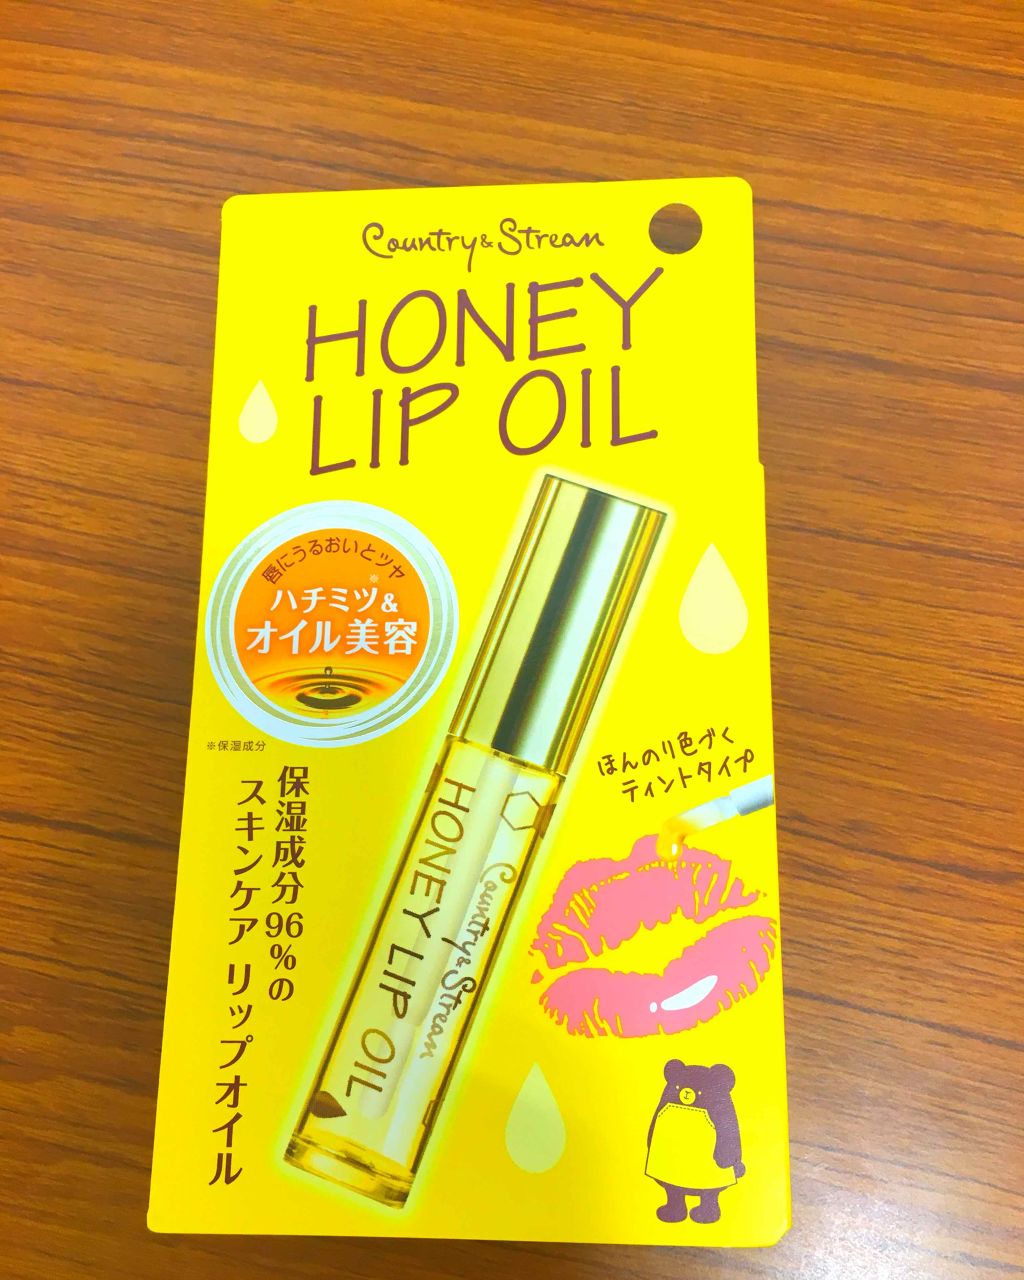 Country & Stream
HONEY
LIP OIL
唇にうるおいとツヤ
ハチミツ※&
オイル美容
※保湿成分
保湿成分96%の
スキンケア リップオイル
ほんのり色づく
ティントタイプ
Country & Stream
HONEY LIP OIL